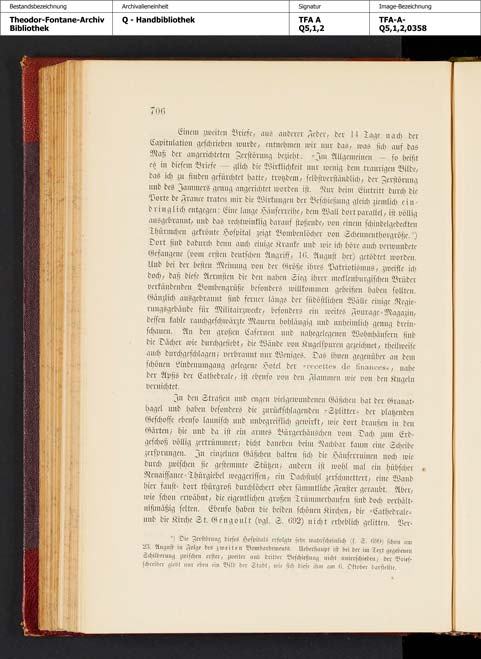 Bestandsbezeichnung
Archivalieneinheit
Signatur
Image-Bezeichnung
Theodor-Fontane-Archiv
Bibliothek
Q - Handbibliothek
TFA A
Q5,1,2
TFA-A-
Q5,1,2,0358
706
Einem zweiten Briefe, aus anderer Feder, der 14 Tage nach der
Capitulation geschrieben wurde, entnehmen wir nur das, was sich auf das
Maß der angerichteten Zerstörung bezieht. »Im Allgemeinen — so heißt
es in diesem Briefe — glich die Wirklichkeit nur wenig dem traurigen Bilde,
das ich zu finden gefürchtet hatte, trotzdem, selbstverständlich, der Zerstörung
und des Jammers genug angerichtet worden ist. Nur beim Eintritt durch die
Porte de France traten mir die Wirkungen der Beschießung gleich ziemlich ein-
dringlich entgegen: Eine lange Häuserreihe, dem Wall dort parallel, ist völlig
ausgebrannt, und das rechtwinklig darauf stoßende, von einem schindelgedeckten
Thürmchen gekrönte Hospital zeigt Bombenlöcher von Scheunenthorgröße.*)
Dort sind dadurch denn auch einige Kranke und wie ich höre auch verwundete
Gefangene (vom ersten deutschen Angriff, 16. August her) getödtet worden.
Und bei der besten Meinung von der Größe ihres Patriotismus, zweifle ich
doch, daß diese Aermsten die den nahen Sieg ihrer mecklenburgischen Brüder
verkündenden Bombengrüße besonders willkommen geheißen haben sollten.
Gänzlich ausgebrannt sind ferner längs der südöstlichen Wälle einige Regie-
rungsgebäude für Militairzwecke, besonders ein weites Fourage-Magazin,
dessen kahle rauchgeschwärzte Mauern hohläugig und unheimlich genug drein-
schauen. An den großen Casernen und nahegelegenen Wohnhäusern sind
die Dächer wie durchgesiebt, die Wände von Kugelspuren gezeichnet, theilweise
auch durchgeschlagen; verbrannt nur Weniges. Das ihnen gegenüber an dem
schönen Lindenumgang gelegene Hotel der »recettes de finances«, nahe
der Apsis der Cathedrale, ist ebenso von den Flammen wie von den Kugeln
vernichtet.
In den Straßen und engen vielgewundenen Gäßchen hat der Granat-
hagel und haben besonders die zurückschlagenden »Splitter« der platzenden
Geschosse ebenso launisch und unbegreiflich gewirkt, wie dort draußen in den
Gärten; hie und da ist ein armes Bürgerhäuschen vom Dach zum Erd-
geschoß völlig zertrümmert; dicht daneben beim Nachbar kaum eine Scheibe
zersprungen. In einzelnen Gäßchen halten sich die Häuserruinen noch wie
durch zwischen sie gestemmte Stützen; andern ist wohl mal ein hübscher
Renaissance-Thürgiebel weggerissen, ein Dachstuhl zerschmettert, eine Wand
hier faust- dort thürgroß durchlöchert oder sämmtliche Fenster geraubt. Aber,
wie schon erwähnt, die eigentlichen großen Trümmerhaufen sind doch verhält-
nißmäßig selten. Ebenso haben die beiden schönen Kirchen, die »Cathedrale«
und die Kirche St. Gengoult (vgl. S. 692) nicht erheblich gelitten. Ver-
*) Die Zerstörung dieses Hospitals erfolgte sehr wahrscheinlich (s. S. 699) schon am
23. August in Folge des zweiten Bombardements. Ueberhaupt ist bei der im Text gegebenen
Schilderung zwischen erster, zweiter und dritter Beschießung nicht unterschieden; der Brief-
schreiber giebt nur eben ein Bild der Stadt, wie sich diese ihm am 6. Oktober darstellte.